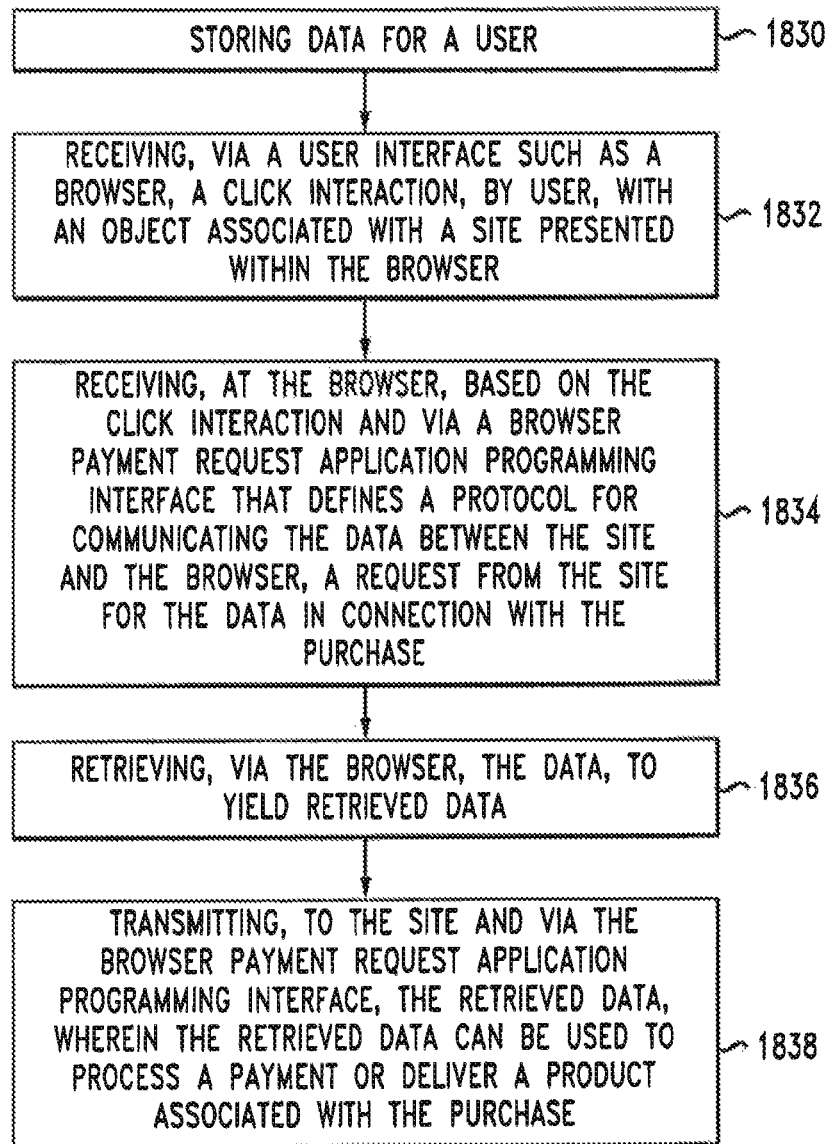 STORING DATA FOR A USER
1830
RECEIVING, VIA A USER INTERFACE SUCH AS A
BROWSER, A CLICK INTERACTION, BY USER, WITH
AN OBJECT ASSOCIATED WITH A SITE PRESENTED
WITHIN THE BROWSER
1832
RECEIVING, AT THE BROWSER, BASED ON THE
CLICK INTERACTION AND VIA A BROWSER
PAYMENT REQUEST APPLICATION PROGRAMMING
INTERFACE THAT DEFINES A PROTOCOL FOR
COMMUNICATING THE DATA BETWEEN THE SITE
AND THE BROWSER, A REQUEST FROM THE SITE
FOR THE DATA IN CONNECTION WITH THE
PURCHASE
1834
RETRIEVING, VIA THE BROWSER, THE DATA, TO
YIELD RETRIEVED DATA
1836
TRANSMITTING, TO THE SITE AND VIA THE
BROWSER PAYMENT REQUEST APPLICATION
PROGRAMMING INTERFACE, THE RETRIEVED DATA,
WHEREIN THE RETRIEVED DATA CAN BE USED TO
PROCESS A PAYMENT OR DELIVER A PRODUCT
ASSOCIATED WITH THE PURCHASE
1838